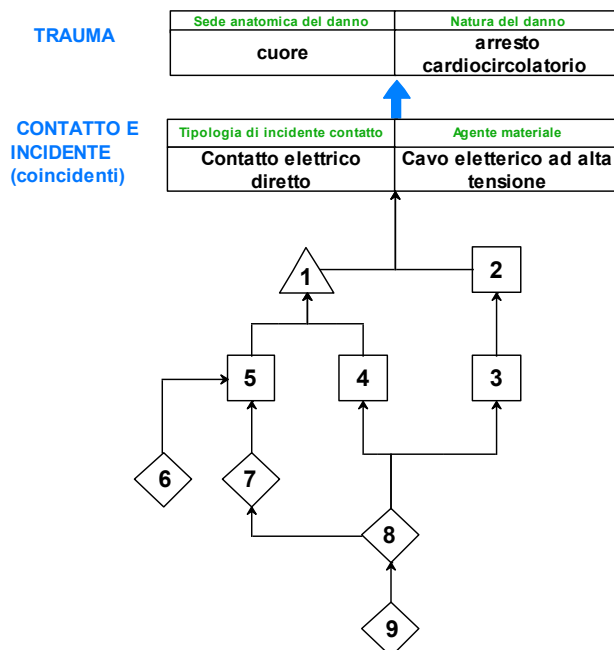 TRAUMA
Sede anatomica del danno
Natura del danno
cuore
arresto
cardiocircolatorio
CONTATTO E
INCIDENTE
(coincidenti)
Tipologia di incidente contatto
Agente materiale
Contatto elettrico
diretto
Cavo eletterico ad alta
tensione
1
2
5
4
3
6
7
8
9